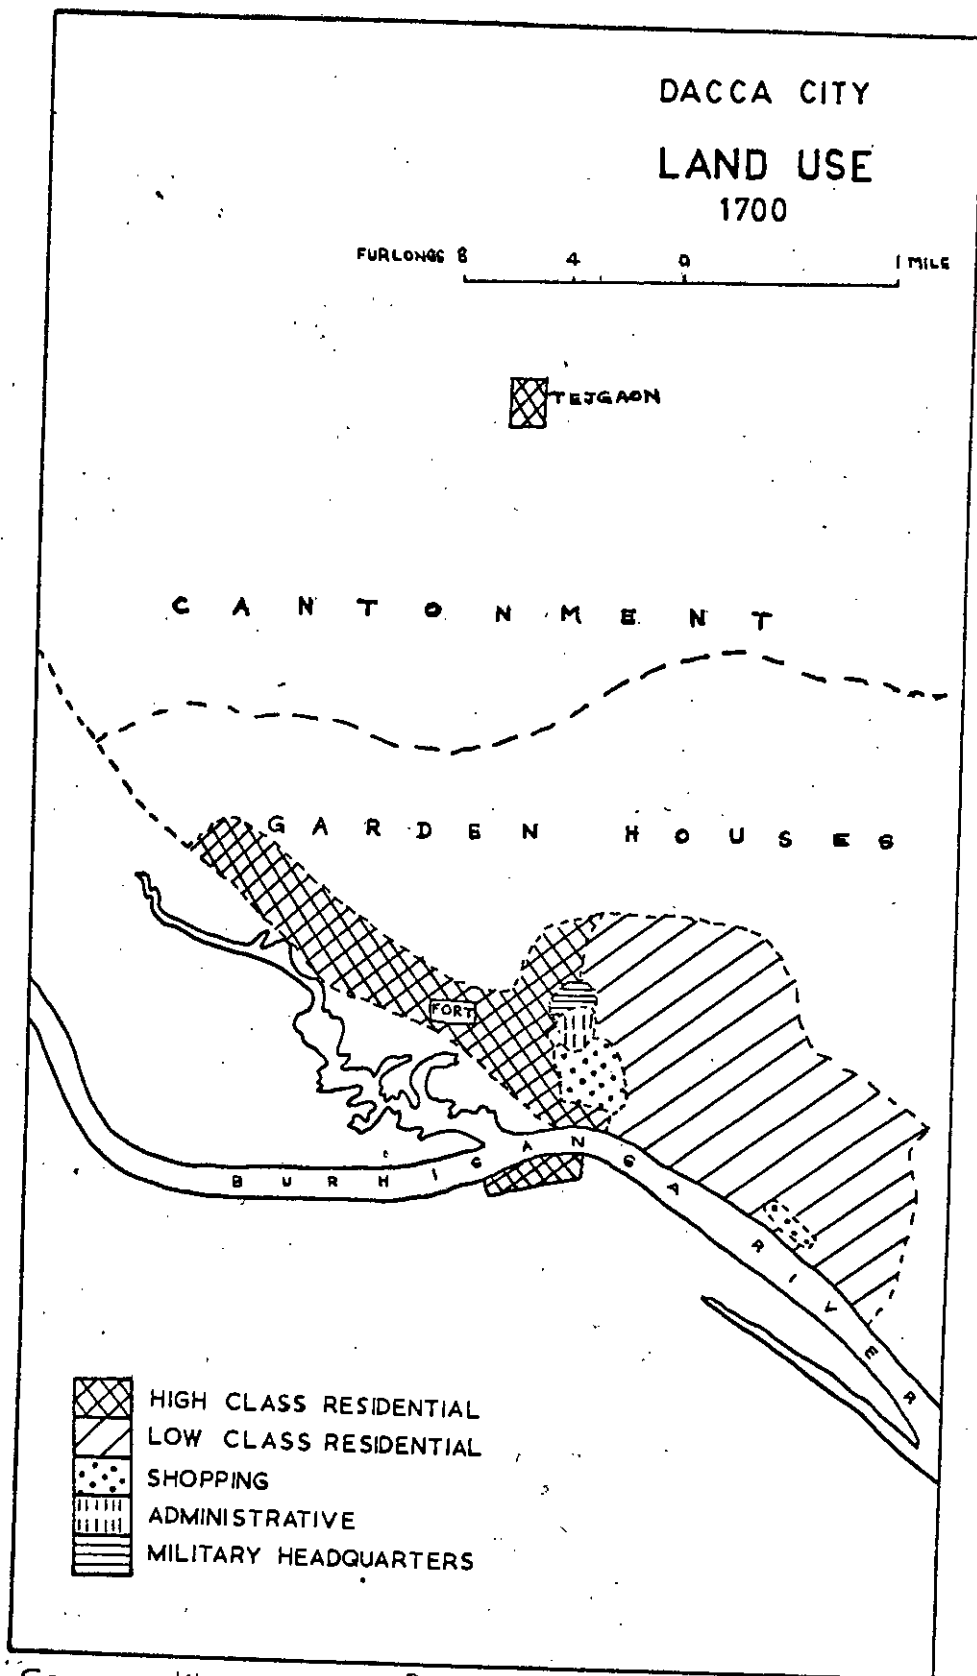 DACCA CITY
LAND USE
1700
FURLONGS 8 4 0 1 MILE
TEJGAON
CANTONMENT
GARDEN HOUSES
FORT
BURHIGANGA RIVER
HIGH CLASS RESIDENTIAL
LOW CLASS RESIDENTIAL
SHOPPING
ADMINISTRATIVE
MILITARY HEADQUARTERS